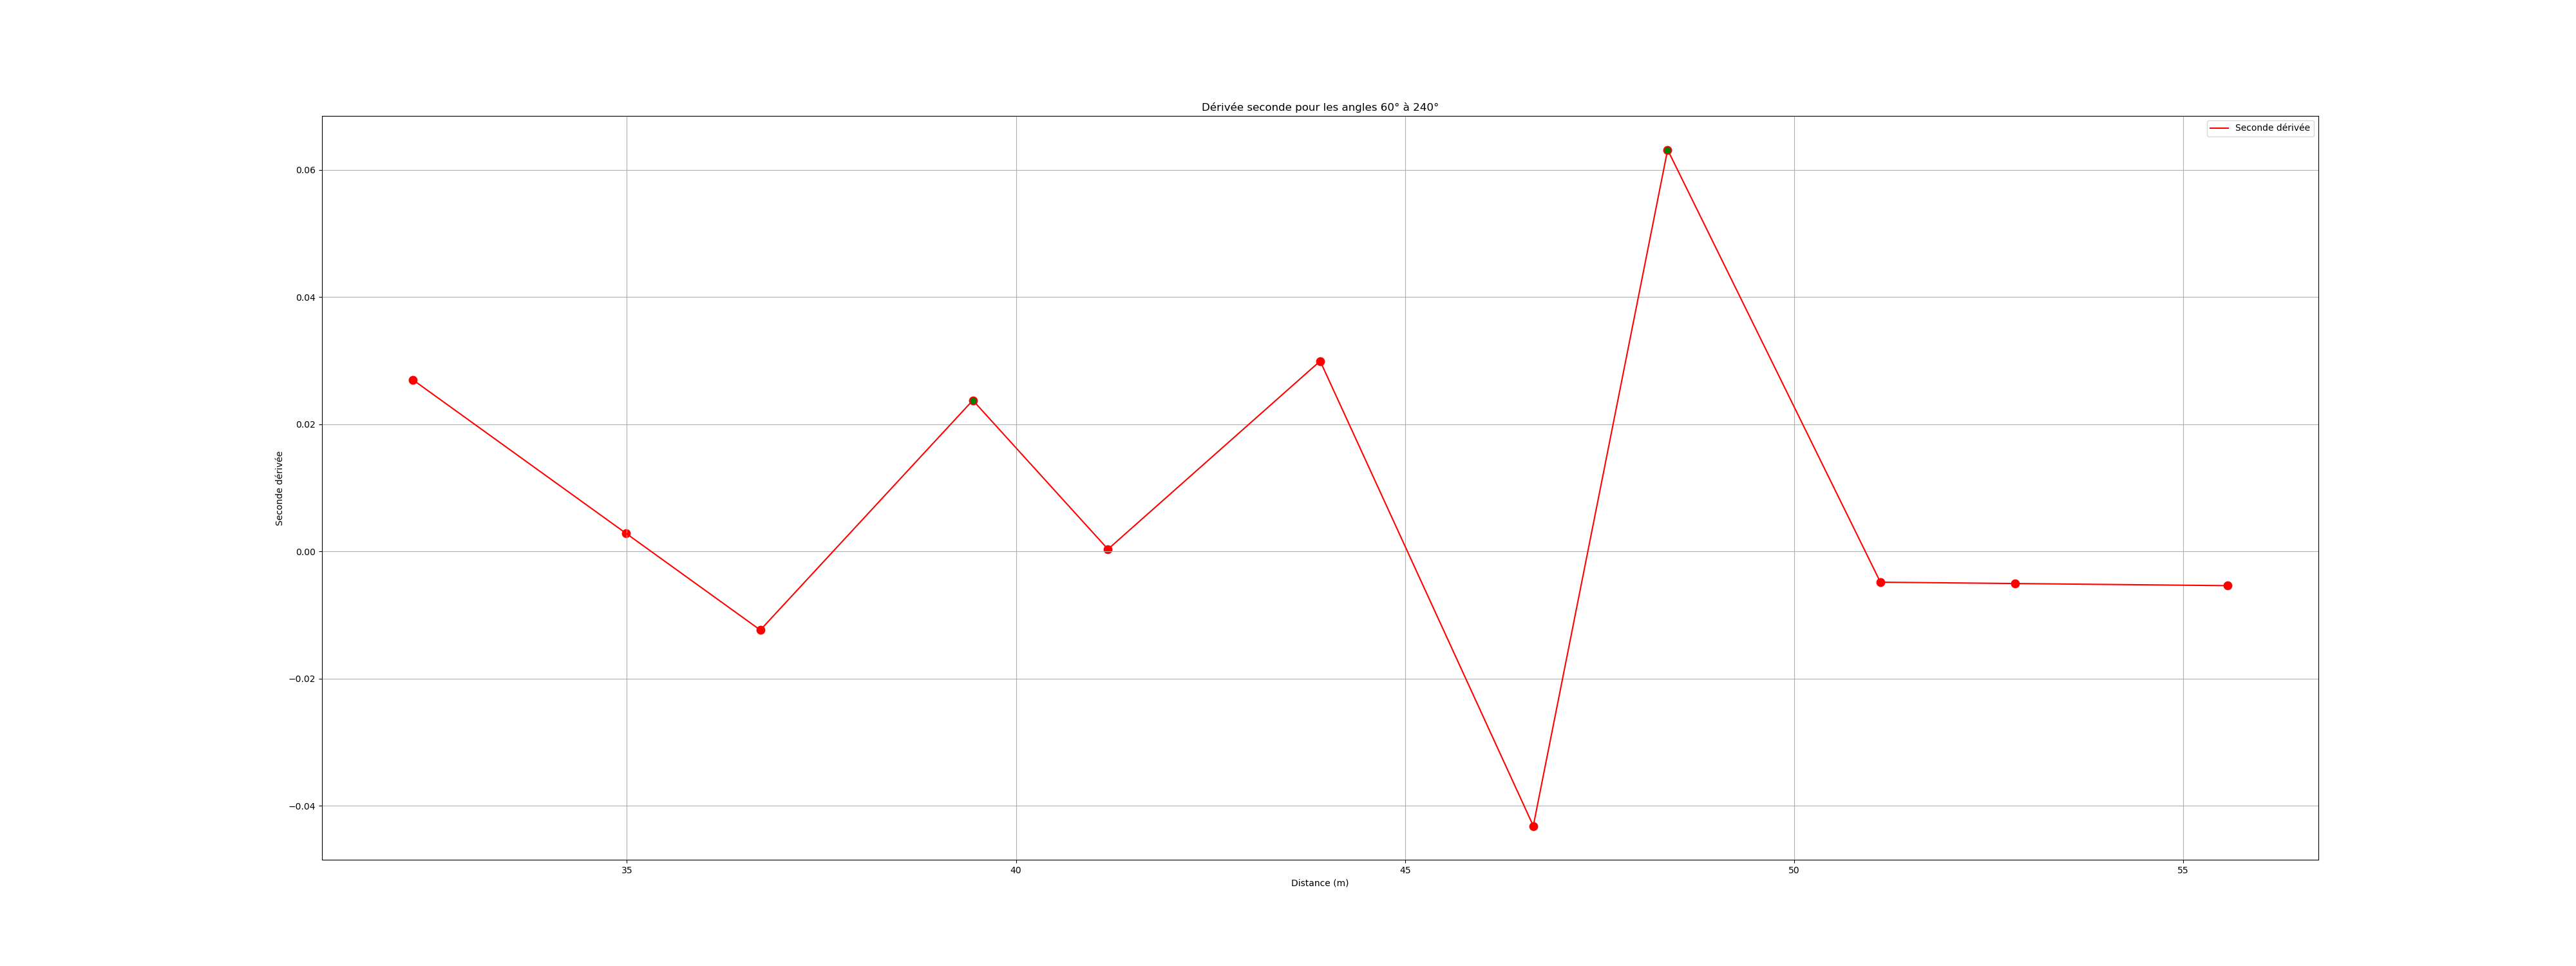 Dérivée seconde pour les angles 60° à 240°
Seconde dérivée
0.06
0.04
0.02
0.00
−0.02
−0.04
Seconde dérivée
35
40
45
50
55
Distance (m)